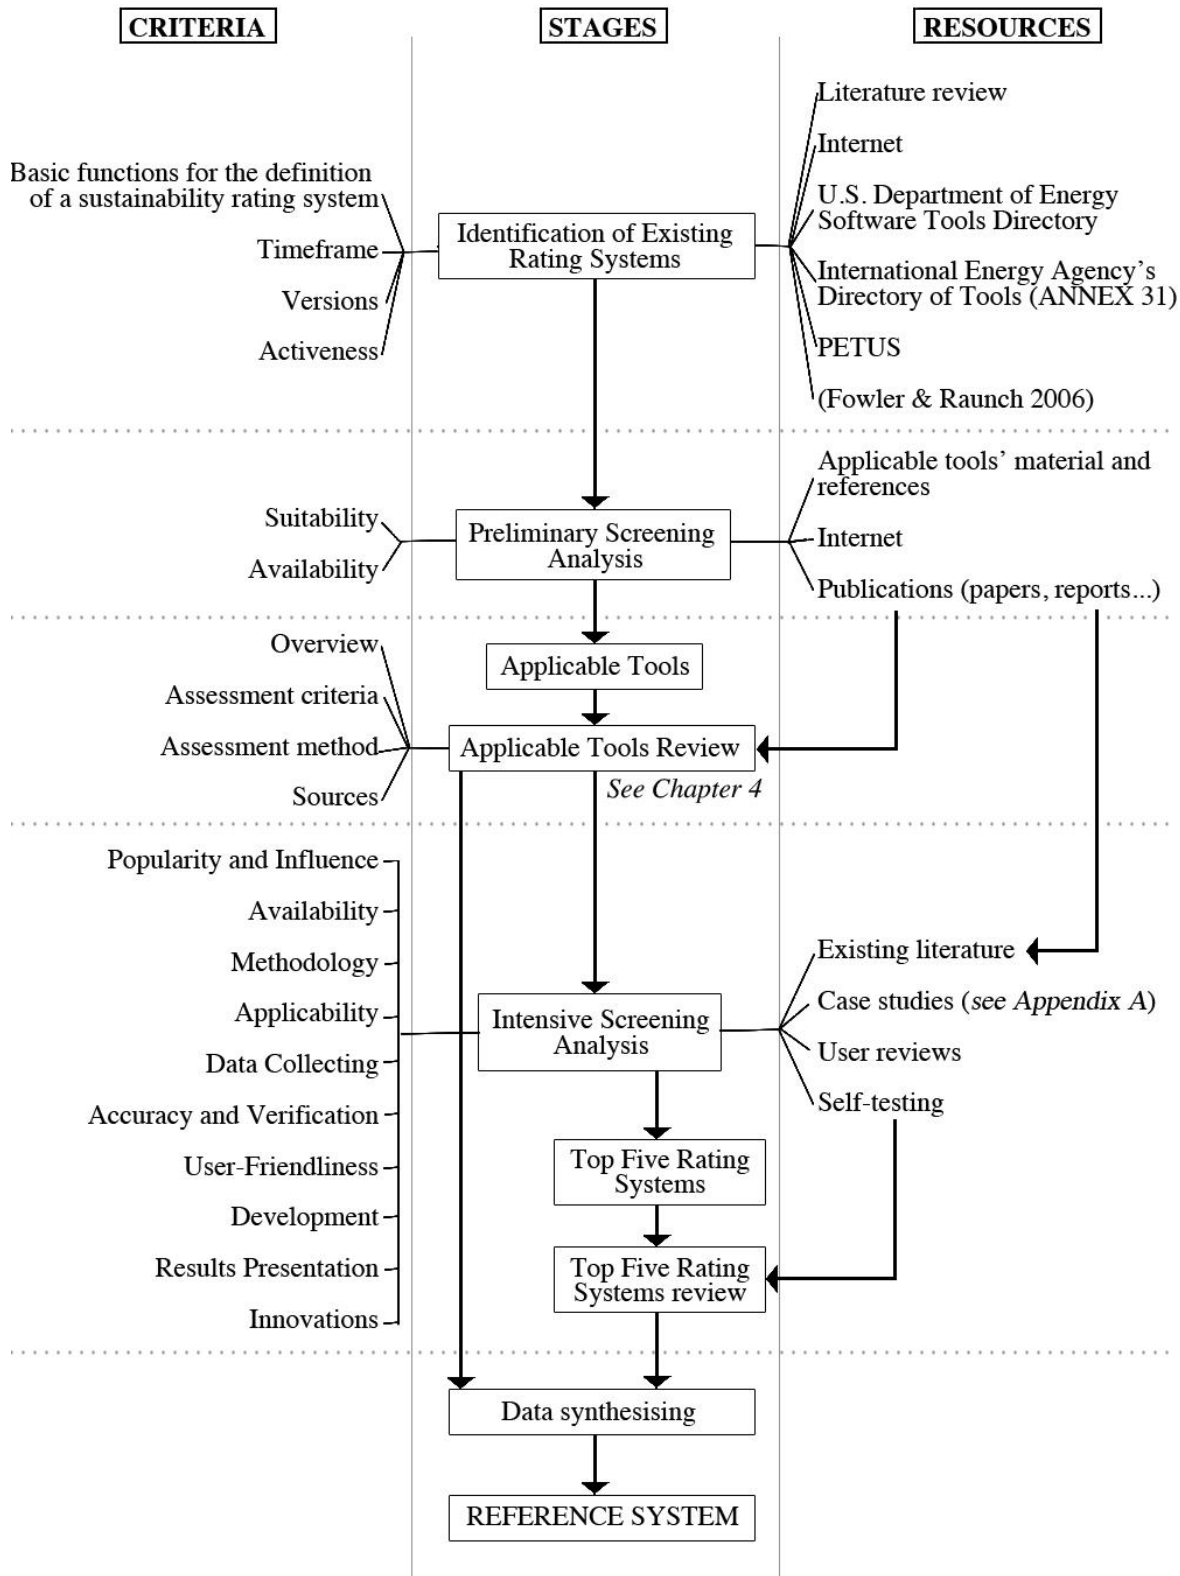 CRITERIA
STAGES
RESOURCES
Basic functions for the definition
of a sustainability rating system
Timeframe
Versions
Activeness
Identification of Existing
Rating Systems
Literature review
Internet
U.S. Department of Energy
Software Tools Directory
International Energy Agency's
Directory of Tools (ANNEX 31)
PETUS
(Fowler & Raunch 2006)
Suitability
Availability
Preliminary Screening
Analysis
Applicable tools' material and
references
Internet
Publications (papers, reports...)
Overview
Assessment criteria
Assessment method
Sources
Applicable Tools
Applicable Tools Review
See Chapter 4
Popularity and Influence
Availability
Methodology
Applicability
Data Collecting
Accuracy and Verification
User-Friendliness
Development
Results Presentation
Innovations
Intensive Screening
Analysis
Top Five Rating
Systems
Top Five Rating
Systems review
Existing literature
Case studies (see Appendix A)
User reviews
Self-testing
Data synthesising
REFERENCE SYSTEM